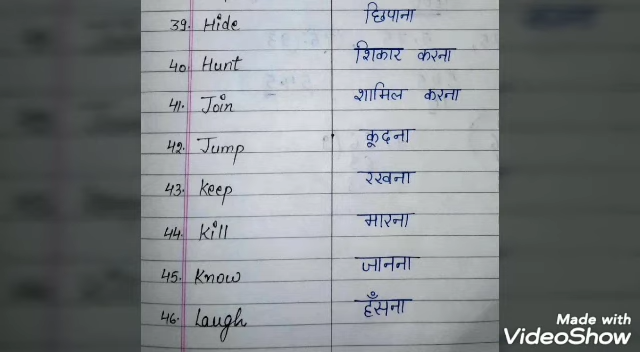 39. Hide छिपाना
40. Hunt शिकार करना
41. Join शामिल करना
42. Jump कूदना
43. Keep रखना
44. Kill मारना
45. Know जानना
46. Laugh हँसना
Made with
VideoShow